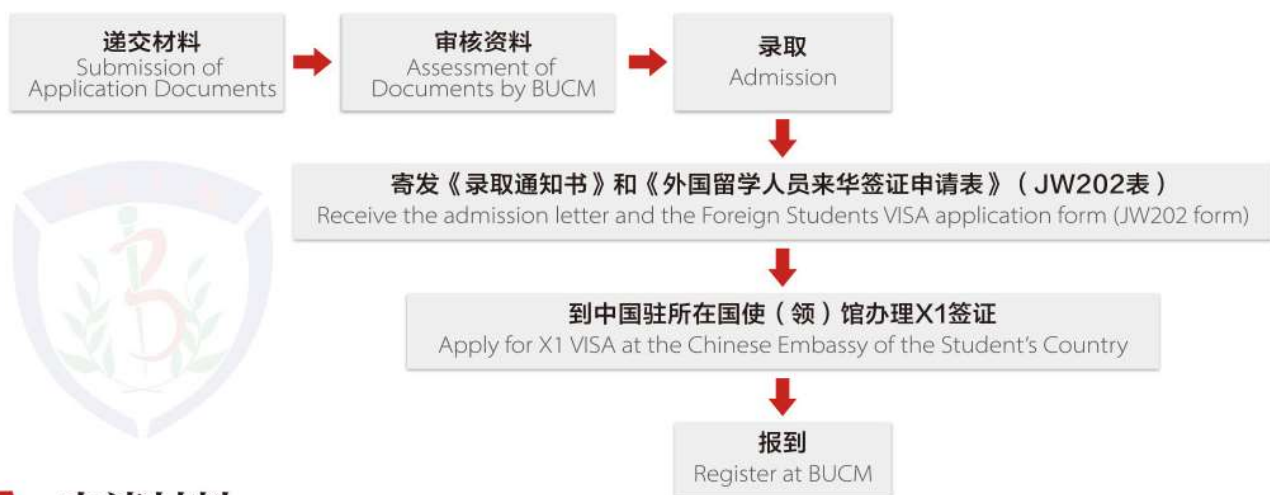 递交材料
Submission of
Application Documents
审核资料
Assessment of
Documents by BUCM
录取
Admission
寄发《录取通知书》和《外国留学人员来华签证申请表》（JW202表）
Receive the admission letter and the Foreign Students VISA application form (JW202 form)
到中国驻所在国使（领）馆办理X1签证
Apply for X1 VISA at the Chinese Embassy of the Student's Country
报到
Register at BUCM